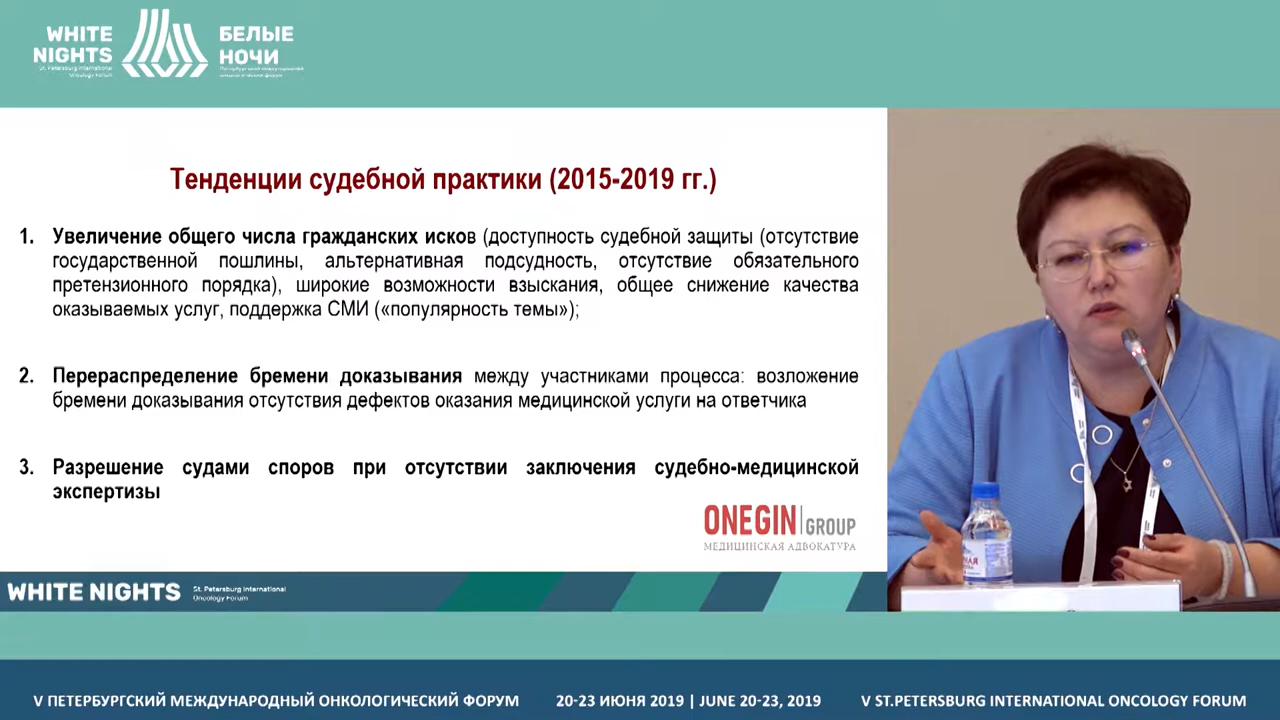 WHITE
NIGHTS
St. Petersburg International
Oncology Forum
БЕЛЫЕ
НОЧИ
Тенденции судебной практики (2015-2019 гг.)
1. Увеличение общего числа гражданских исков (доступность судебной защиты (отсутствие
государственной пошлины, альтернативная подсудность, отсутствие обязательного
претензионного порядка), широкие возможности взыскания, общее снижение качества
оказываемых услуг, поддержка СМИ («популярность темы»);
2. Перераспределение бремени доказывания между участниками процесса: возложение
бремени доказывания отсутствия дефектов оказания медицинской услуги на ответчика
3. Разрешение судами споров при отсутствии заключения судебно-медицинской
экспертизы
ONEGIN GROUP
МЕДИЦИНСКАЯ АДВОКАТУРА
WHITE NIGHTS
St. Petersburg International
Oncology Forum
V ПЕТЕРБУРГСКИЙ МЕЖДУНАРОДНЫЙ ОНКОЛОГИЧЕСКИЙ ФОРУМ 20-23 ИЮНЯ 2019 | JUNE 20-23, 2019 V ST.PETERSBURG INTERNATIONAL ONCOLOGY FORUM